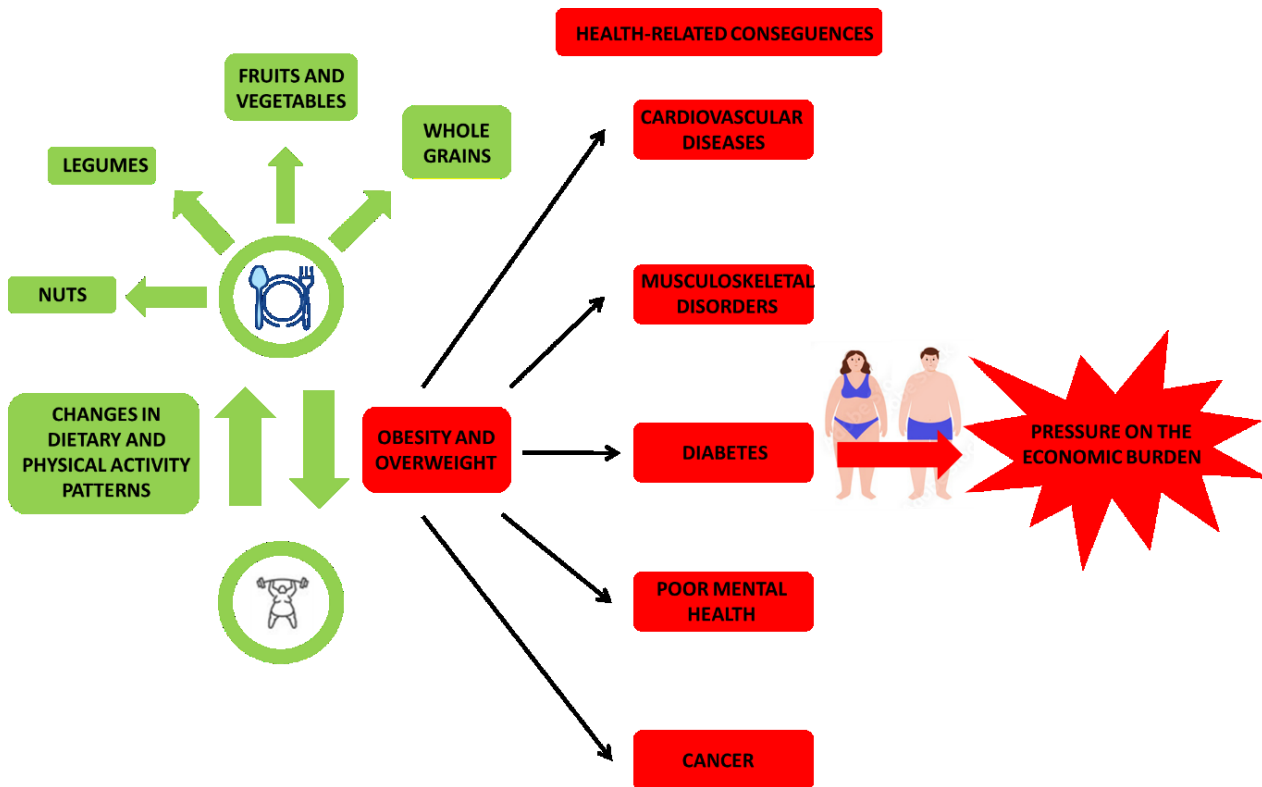 HEALTH-RELATED CONSEGUENCES
FRUITS AND
VEGETABLES
WHOLE
GRAINS
LEGUMES
NUTS
CHANGES IN
DIETARY AND
PHYSICAL ACTIVITY
PATTERNS
OBESITY AND
OVERWEIGHT
CARDIOVASCULAR
DISEASES
MUSCULOSKELETAL
DISORDERS
DIABETES
POOR MENTAL
HEALTH
CANCER
PRESSURE ON THE
ECONOMIC BURDEN